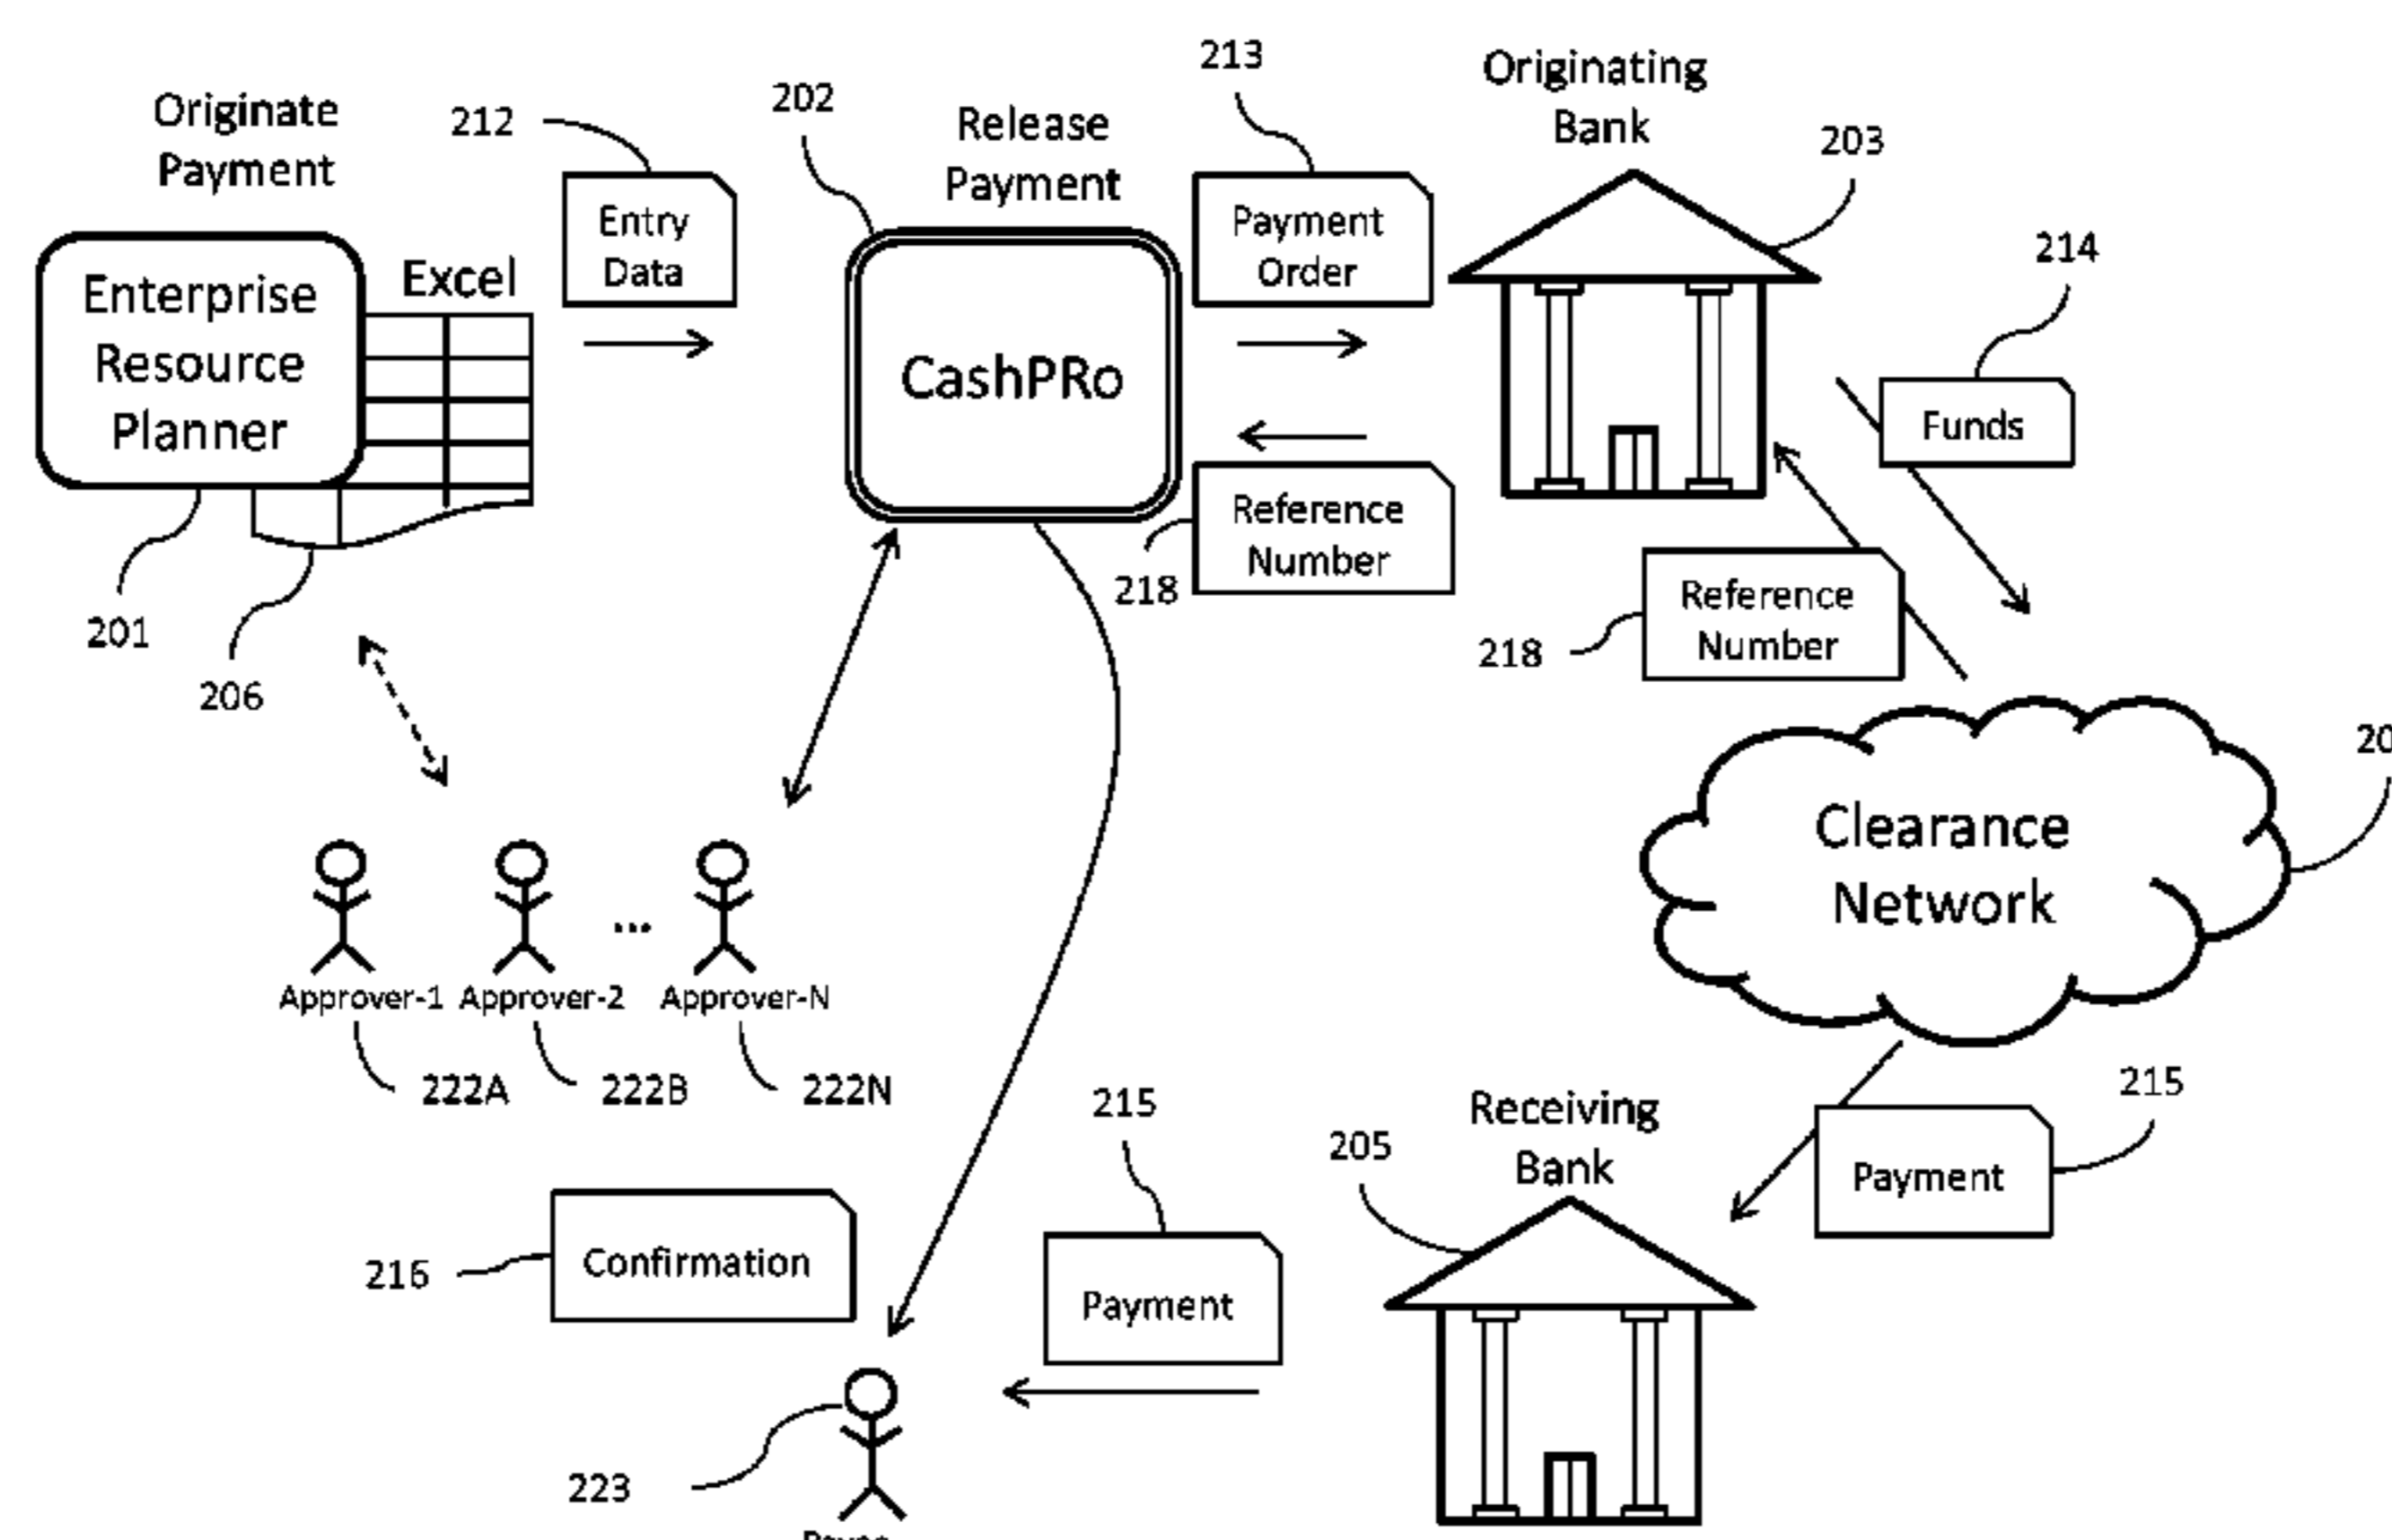 Originate
Payment
212
Entry
Data
202
Release
Payment
213
Payment
Order
Originating
Bank
203
214
Funds
Enterprise
Resource
Planner
Excel
CashPRo
Reference
Number
218
Reference
Number
218
201
206
Clearance
Network
Approver-1 Approver-2 ... Approver-N
222A 222B 222N
215
Payment
Receiving
Bank
205
215
Payment
216
Confirmation
223